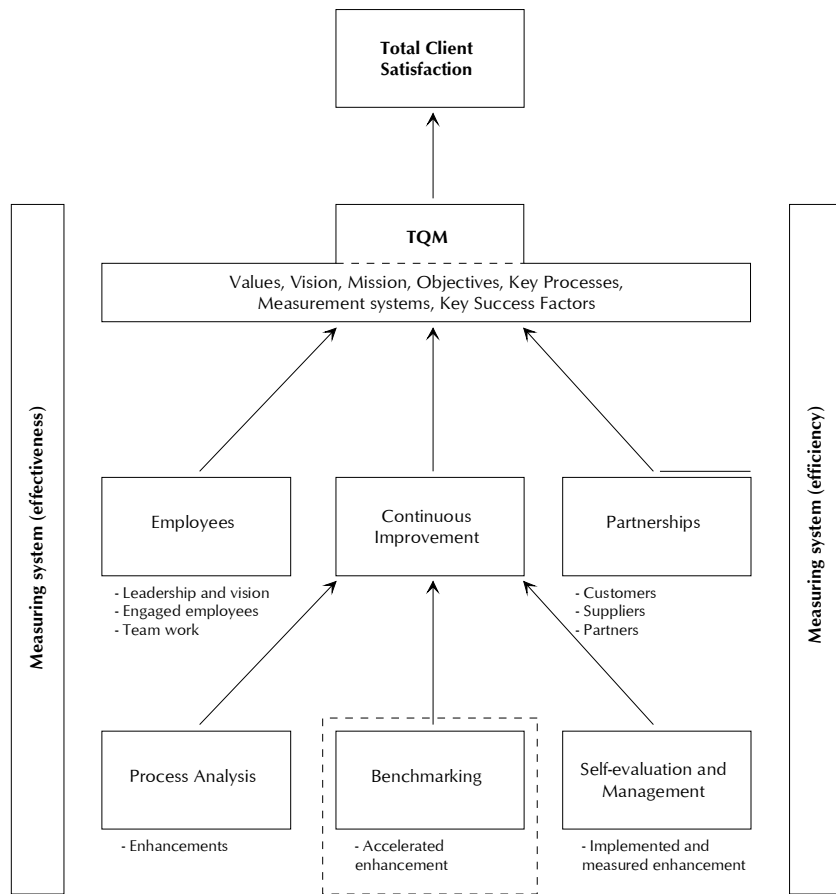 Total Client
Satisfaction
TQM
Values, Vision, Mission, Objectives, Key Processes,
Measurement systems, Key Success Factors
Measuring system (effectiveness)
Measuring system (efficiency)
Employees
Continuous
Improvement
Partnerships
- Leadership and vision
- Engaged employees
- Team work
- Customers
- Suppliers
- Partners
Process Analysis
Benchmarking
Self-evaluation and
Management
- Enhancements
- Accelerated
enhancement
- Implemented and
measured enhancement